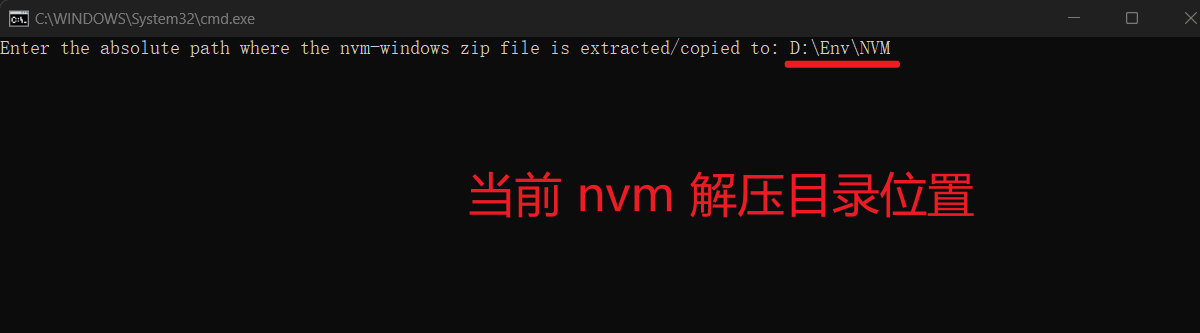 C:\WINDOWS\System32\cmd.exe
Enter the absolute path where the nvm-windows zip file is extracted/copied to: D:\Env\NVM
当前 nvm 解压目录位置